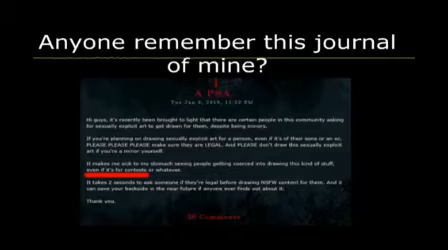 Anyone remember this journal
of mine?
A PSA
Tue Jan 8, 2019, 11:52 PM
Hi guys, it's recently been brought to light that there are certain people in this community asking
for sexually explicit art to get drawn for them, despite being minors.
If you're planning on drawing sexually explicit art for a person, even if it's of their sona or an oc,
PLEASE PLEASE PLEASE make sure they are LEGAL. And PLEASE don't draw this sexually explicit
art if you're a minor yourself.
It makes me sick to my stomach seeing people getting coerced into drawing this kind of stuff,
even if it's for contests or whatever.
It takes 2 seconds to ask someone if they're legal before drawing NSFW content for them. And it
can save your backside in the near future if anyone ever finds out about it.
Thank you.
Comments